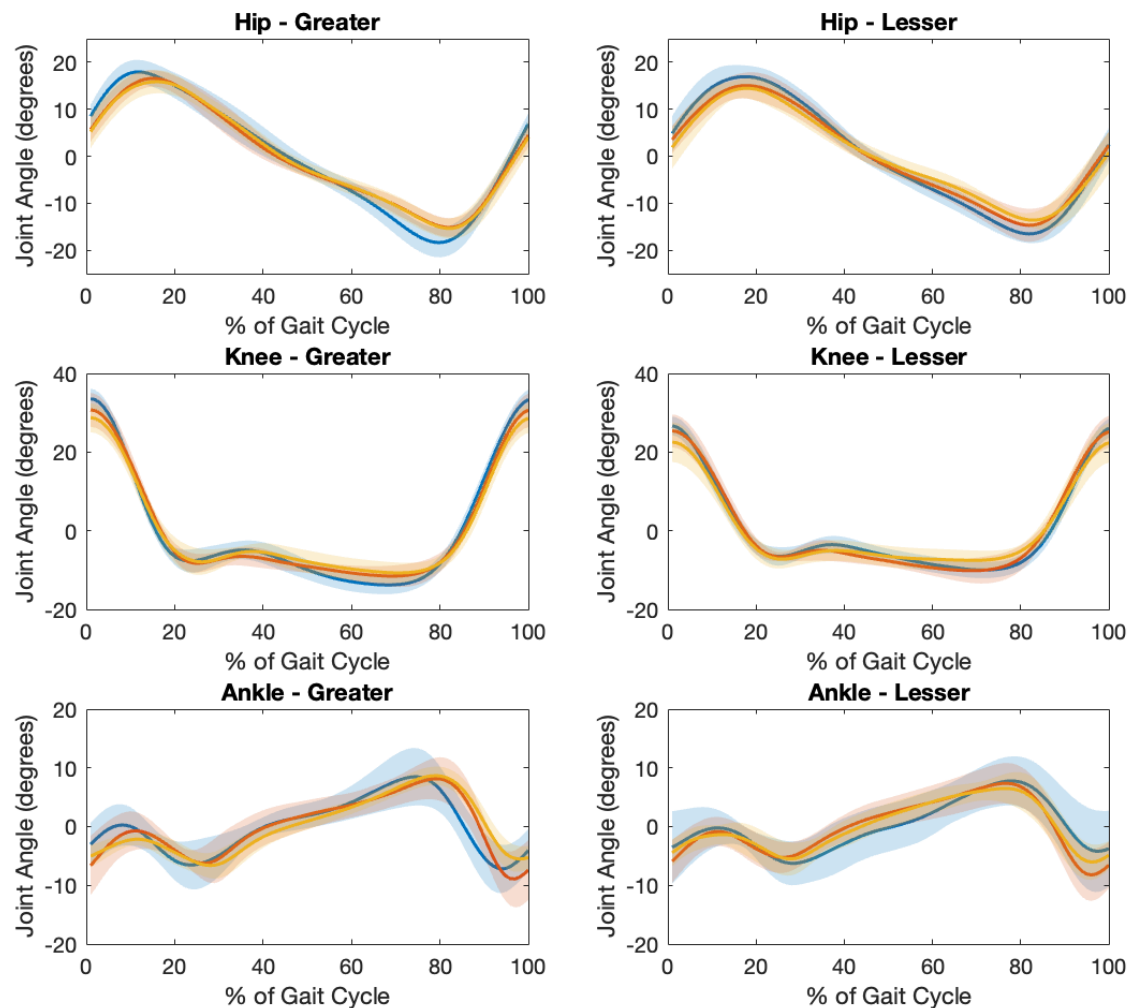 Hip - Greater
Joint Angle (degrees)
20
10
0
-10
-20
0 20 40 60 80 100
% of Gait Cycle
Hip - Lesser
Joint Angle (degrees)
20
10
0
-10
-20
0 20 40 60 80 100
% of Gait Cycle
Knee - Greater
Joint Angle (degrees)
40
20
0
-20
0 20 40 60 80 100
% of Gait Cycle
Knee - Lesser
Joint Angle (degrees)
40
20
0
-20
0 20 40 60 80 100
% of Gait Cycle
Ankle - Greater
Joint Angle (degrees)
20
10
0
-10
-20
0 20 40 60 80 100
% of Gait Cycle
Ankle - Lesser
Joint Angle (degrees)
20
10
0
-10
-20
0 20 40 60 80 100
% of Gait Cycle